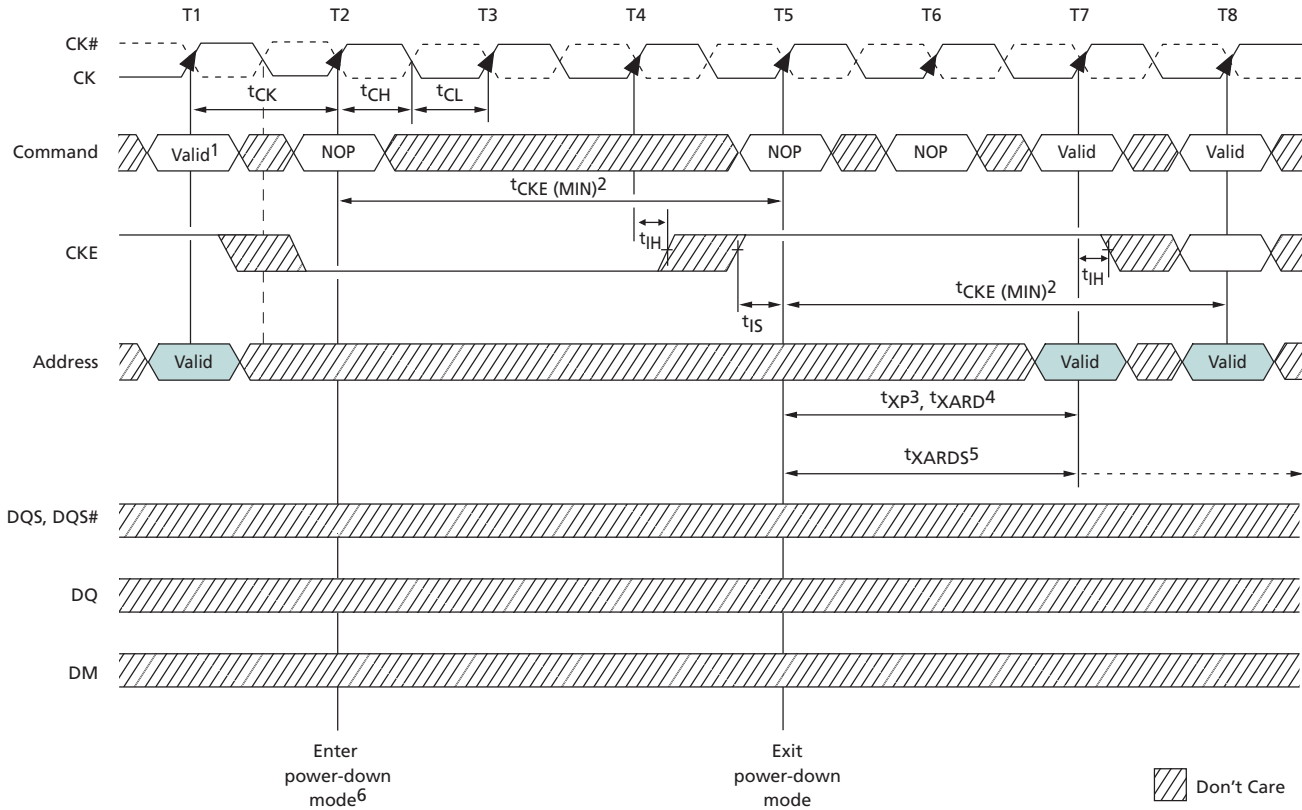 T1 T2 T3 T4 T5 T6 T7 T8
CK#
CK
tCK tCH tCL
Command Valid1 NOP NOP NOP Valid Valid
tCKE (MIN)2
tIH
CKE
tIH
tCKE (MIN)2
tIS
Address Valid Valid Valid
tXP3, tXARD4
tXARDS5
DQS, DQS#
DQ
DM
Enter
power-down
mode6
Exit
power-down
mode
Don't Care